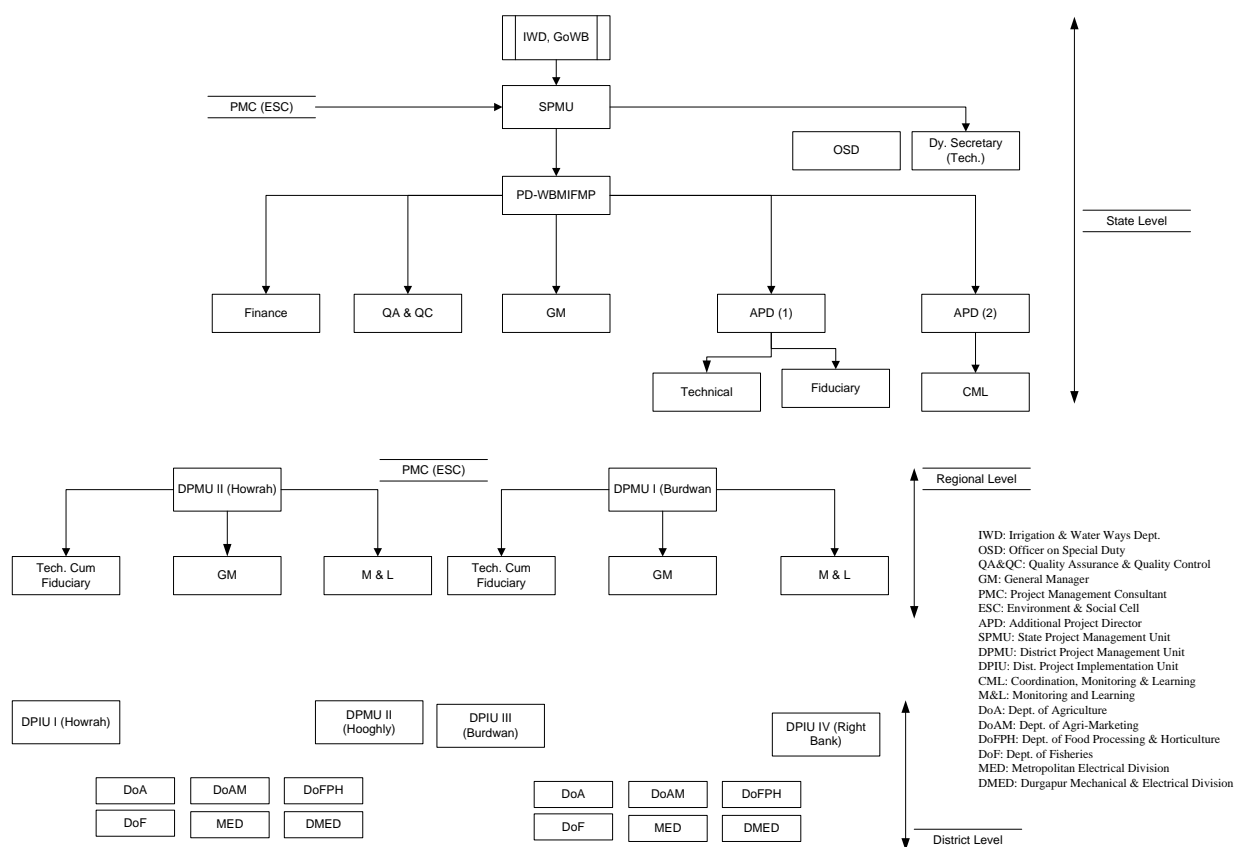 IWD, GoWB
PMC (ESC)
SPMU
OSD
Dy. Secretary
(Tech.)
PD-WBMIFMP
State Level
Finance
QA & QC
GM
APD (1)
APD (2)
Technical
Fiduciary
CML
PMC (ESC)
DPMU II (Howrah)
DPMU I (Burdwan
Regional Level
Tech. Cum
Fiduciary
GM
M & L
Tech. Cum
Fiduciary
GM
M & L
IWD: Irrigation & Water Ways Dept.
OSD: Officer on Special Duty
QA&QC: Quality Assurance & Quality Control
GM: General Manager
PMC: Project Management Consultant
ESC: Environment & Social Cell
APD: Additional Project Director
SPMU: State Project Management Unit
DPMU: District Project Management Unit
DPIU: Dist. Project Implementation Unit
CML: Coordination, Monitoring & Learning
M&L: Monitoring and Learning
DoA: Dept. of Agriculture
DoAM: Dept. of Agri-Marketing
DoFPH: Dept. of Food Processing & Horticulture
DoF: Dept. of Fisheries
MED: Metropolitan Electrical Division
DMED: Durgapur Mechanical & Electrical Division
DPIU I (Howrah)
DPMU II
(Hooghly)
DPIU III
(Burdwan)
DPIU IV (Right
Bank)
DoA
DoAM
DoFPH
DoA
DoAM
DoFPH
DoF
MED
DMED
DoF
MED
DMED
District Level